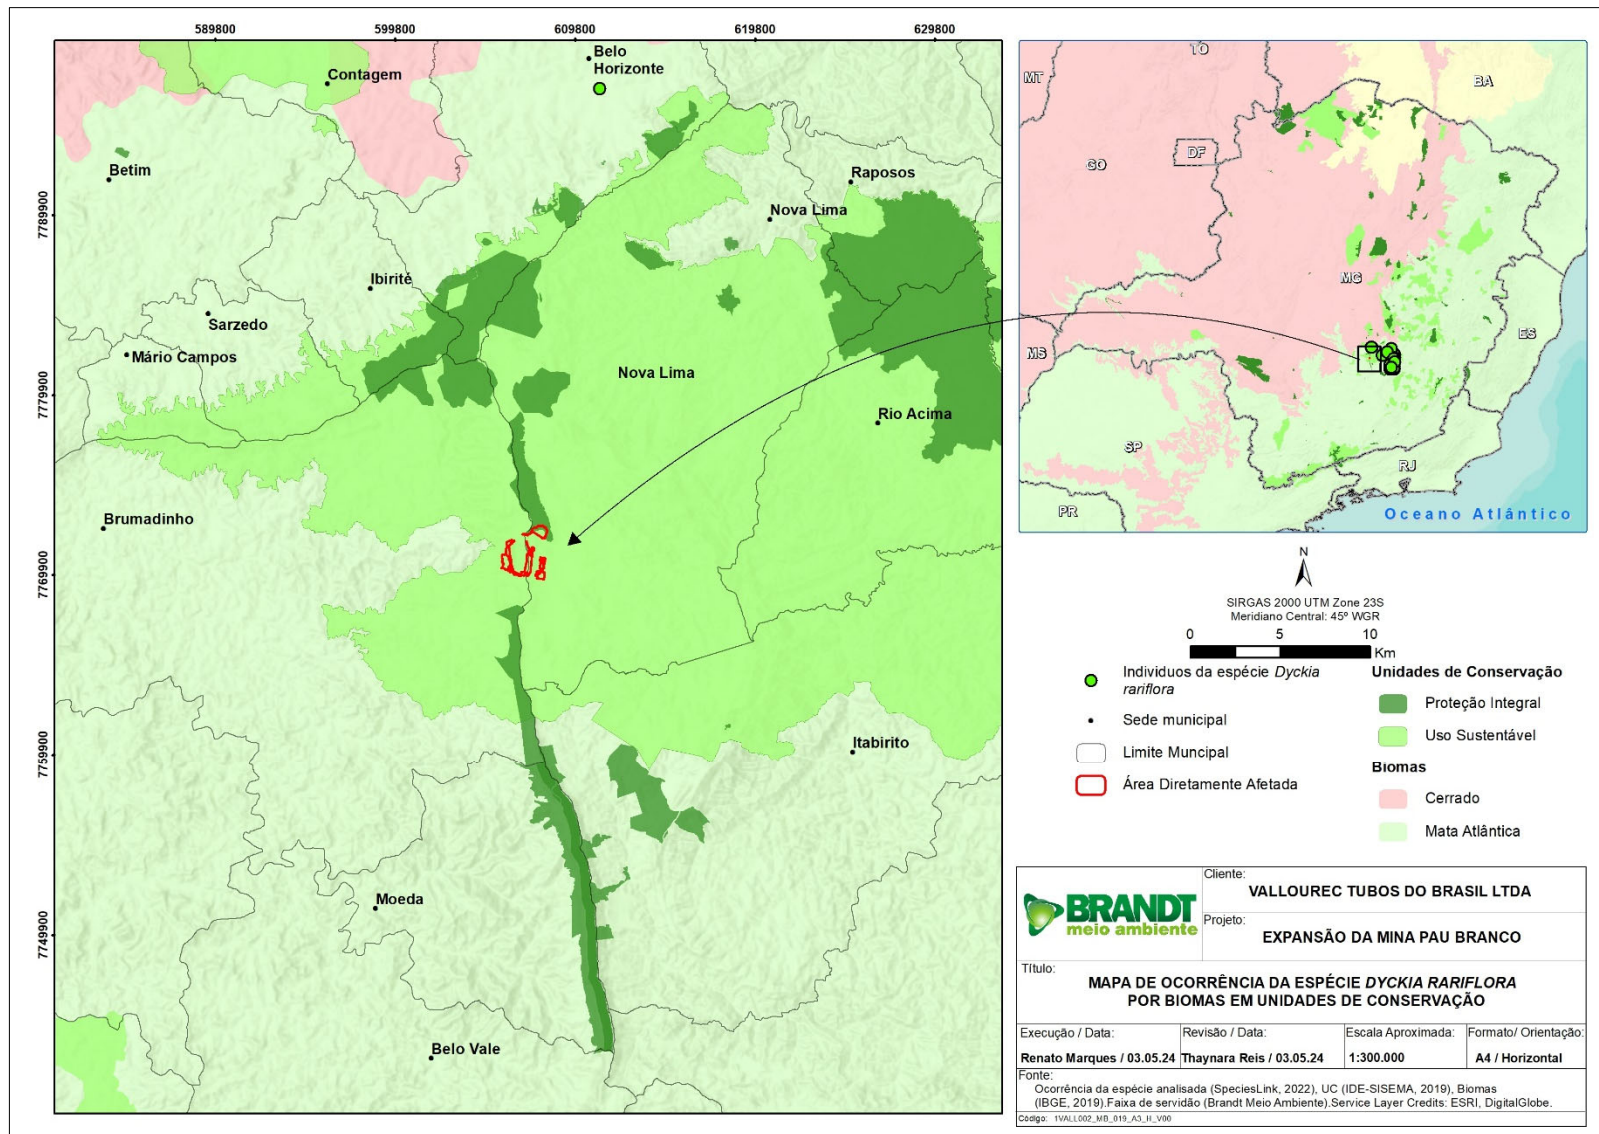 589800
599800
609800
619800
629800
7789900
7779900
7769900
7759900
7749900
Belo
Horizonte
Contagem
Betim
Raposos
Nova Lima
Ibirité
Sarzedo
Mário Campos
Nova Lima
Rio Acima
Brumadinho
Itabirito
Moeda
Belo Vale
TO
MT
BA
DF
GO
MG
ES
MS
SP
RJ
PR
Oceano Atlântico
N
SIRGAS 2000 UTM Zone 23S
Meridiano Central: 45º WGR
0 5 10
Km
Individuos da espécie Dyckia
rariflora
Sede municipal
Limite Muncipal
Área Diretamente Afetada
Unidades de Conservação
Proteção Integral
Uso Sustentável
Biomas
Cerrado
Mata Atlântica
BRANDT
meio ambiente
Cliente:
VALLOUREC TUBOS DO BRASIL LTDA
Projeto:
EXPANSÃO DA MINA PAU BRANCO
Título:
MAPA DE OCORRÊNCIA DA ESPÉCIE DYCKIA RARIFLORA
POR BIOMAS EM UNIDADES DE CONSERVAÇÃO
Execução / Data:
Renato Marques / 03.05.24
Revisão / Data:
Thaynara Reis / 03.05.24
Escala Aproximada:
1:300.000
Formato/ Orientação:
A4 / Horizontal
Fonte:
Ocorrência da espécie analisada (SpeciesLink, 2022), UC (IDE-SISEMA, 2019), Biomas
(IBGE, 2019).Faixa de servidão (Brandt Meio Ambiente).Service Layer Credits: ESRI, DigitalGlobe.
Código: 1VALL002_MB_019_A3_H_V00